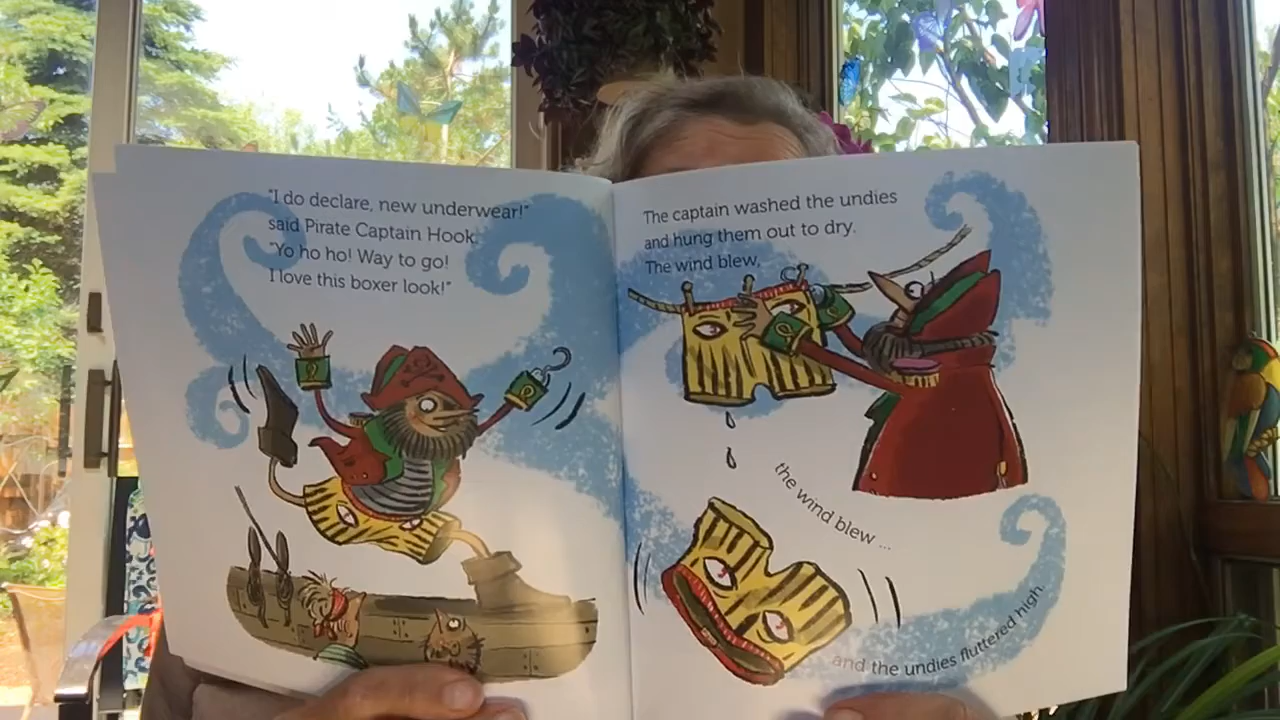 "I do declare, new underwear!"
said Pirate Captain Hook.
"Yo ho ho! Way to go!
I love this boxer look!"
The captain washed the undies
and hung them out to dry.
The wind blew,
the wind blew ...
and the undies fluttered high.